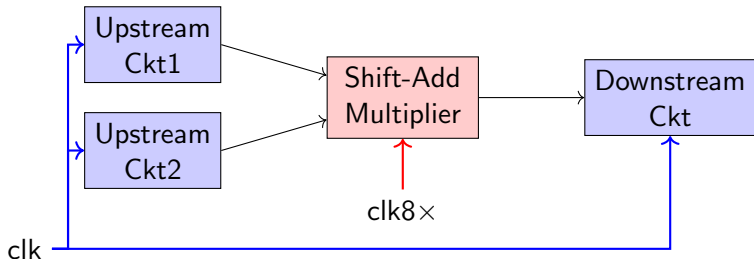 Upstream
Ckt1
Upstream
Ckt2
Shift-Add
Multiplier
Downstream
Ckt
clk8×
clk